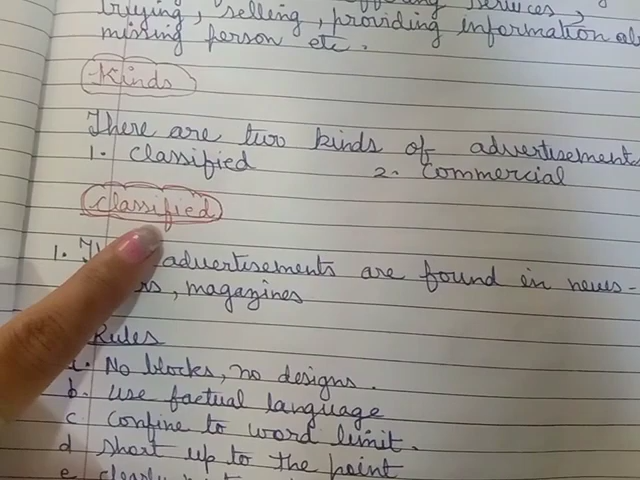 services,
buying, selling, providing information
missing person etc.
Kinds
There are two kinds of advertisements
1. Classified 2. Commercial
Classified
1. advertisements are found in news-
magazines
Rules
a. No blocks, no designs.
b. Use factual language
c Confine to word limit.
d Short up to the point
e